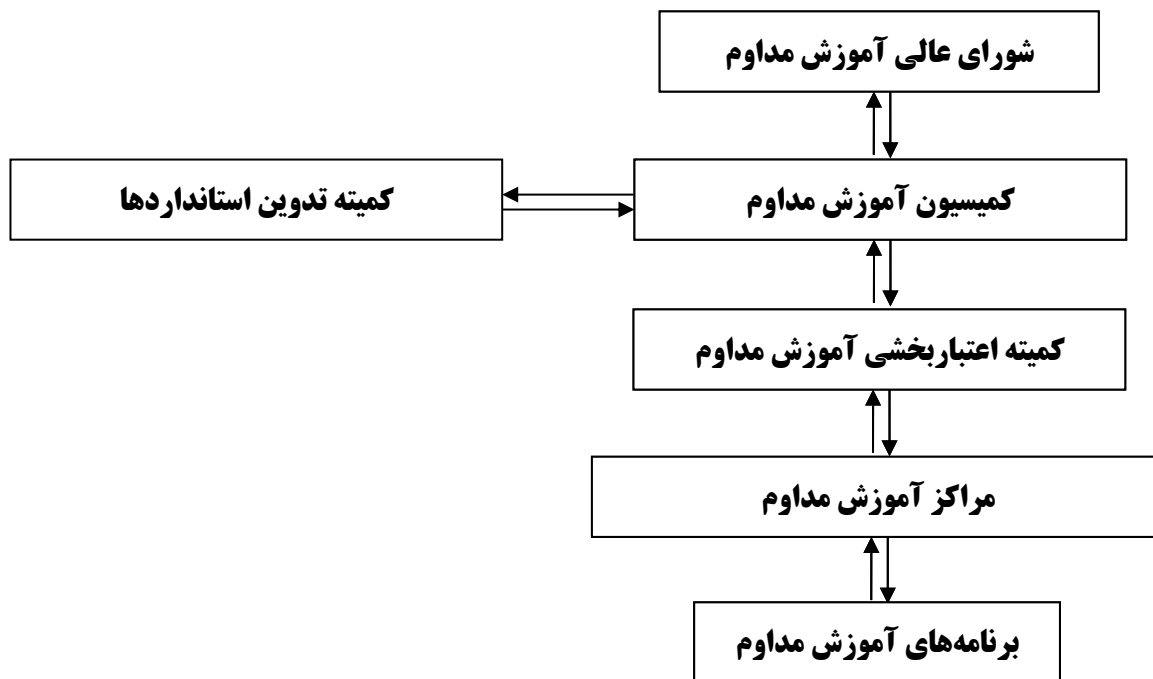 شورای عالی آموزش مداوم
کمیسیون آموزش مداوم
کمیته تدوین استانداردها
کمیته اعتباربخشی آموزش مداوم
مراکز آموزش مداوم
برنامه‌های آموزش مداوم